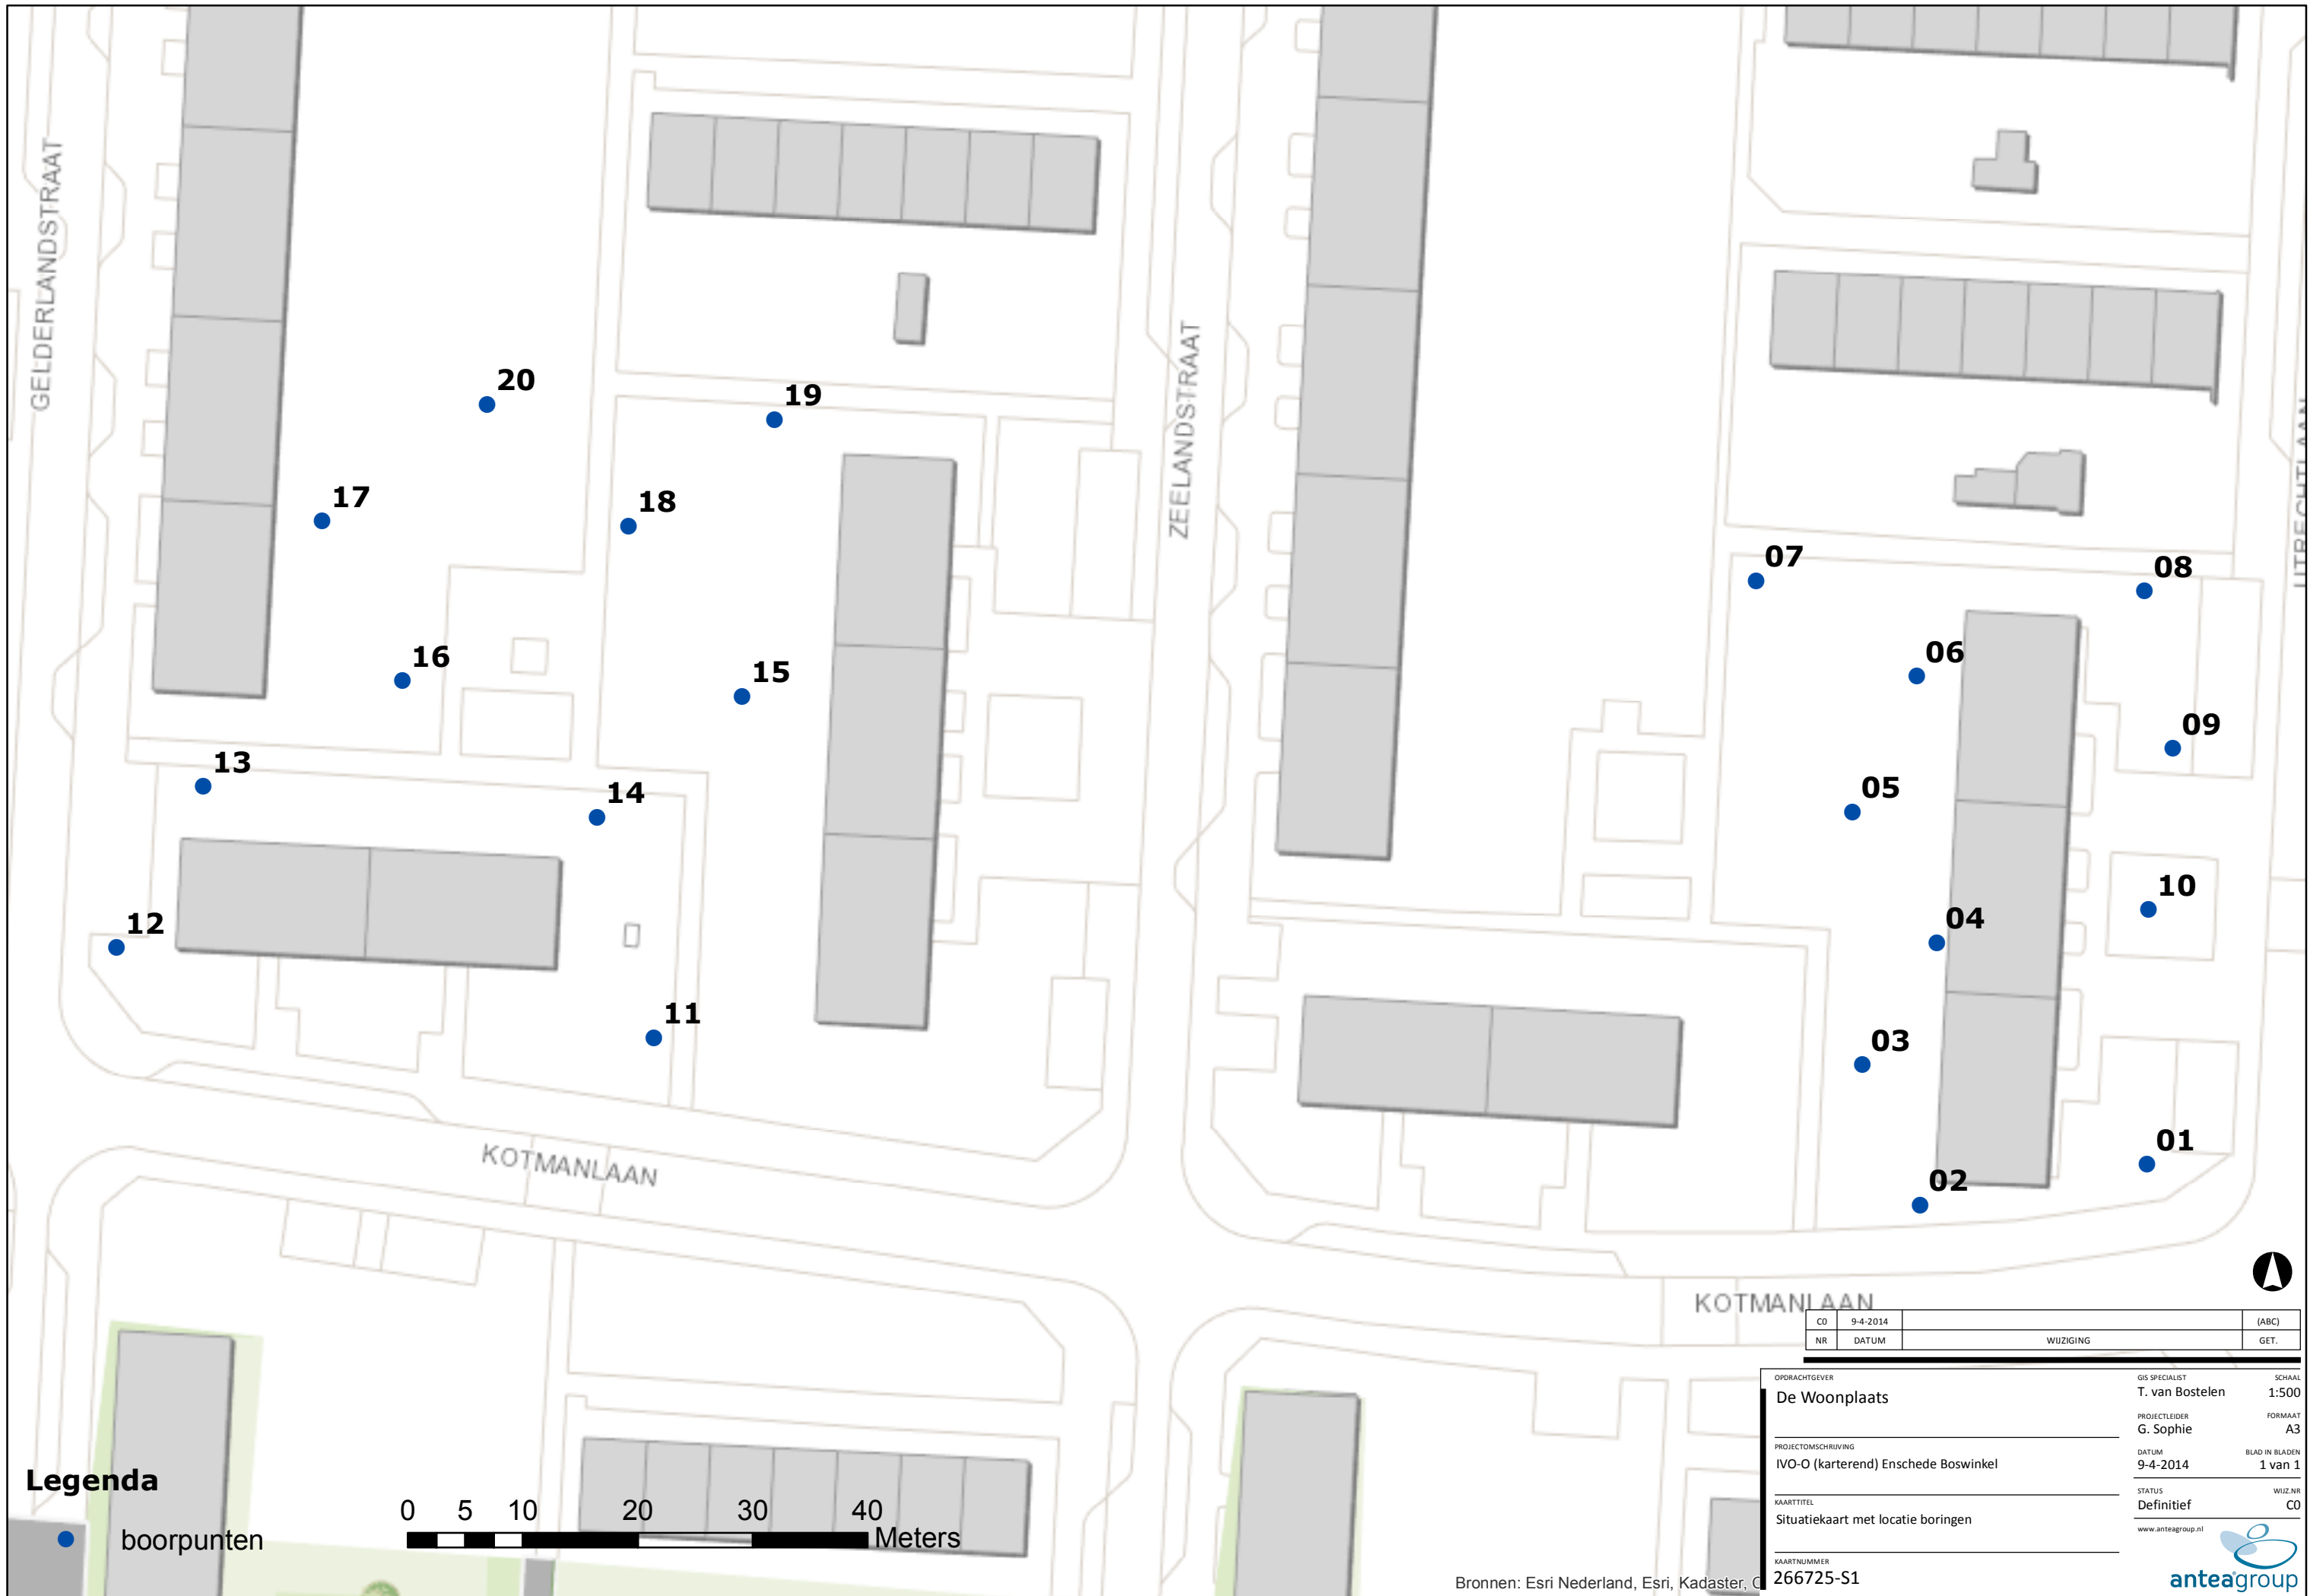 GELDERLANDSTRAAT
ZEELANDSTRAAT
UTRECHTLAAN
20
19
17
18
07
08
16
15
06
09
13
14
05
10
12
04
11
03
01
02
KOTMANLAAN
KOTMANLAAN
C0 9-4-2014 (ABC)
NR DATUM WIJZIGING GET.
OPDRACHTGEVER
De Woonplaats
PROJECTOMSCHRIJVING
IVO-O (karterend) Enschede Boswinkel
KAARTTITEL
Situatiekaart met locatie boringen
KAARTNUMMER
266725-S1
GIS SPECIALIST SCHAAL
T. van Bostelen 1:500
PROJECTLEIDER FORMAAT
G. Sophie A3
DATUM BLAD IN BLADEN
9-4-2014 1 van 1
STATUS WIJZ.NR
Definitief C0
www.anteagroup.nl
anteagroup
Legenda
boorpunten
0 5 10 20 30 40
Meters
Bronnen: Esri Nederland, Esri, Kadaster,